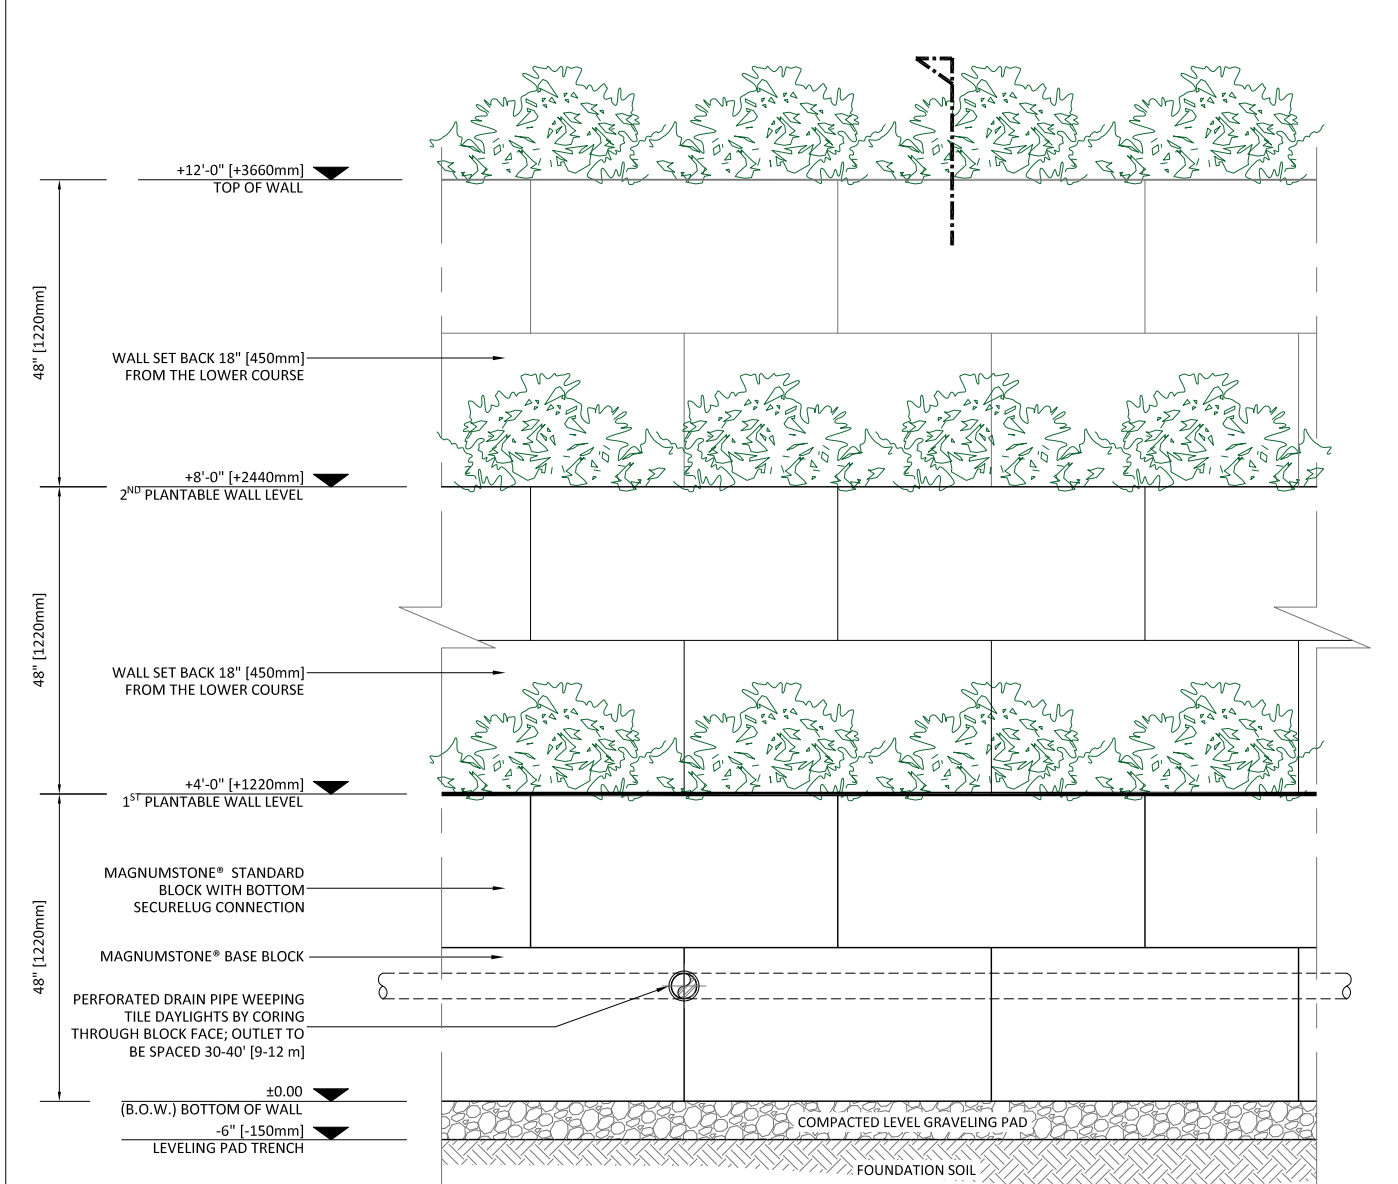 +12'-0" [+3660mm]
TOP OF WALL
48" [1220mm]
WALL SET BACK 18" [450mm]
FROM THE LOWER COURSE
+8'-0" [+2440mm]
2ND PLANTABLE WALL LEVEL
48" [1220mm]
WALL SET BACK 18" [450mm]
FROM THE LOWER COURSE
+4'-0" [+1220mm]
1ST PLANTABLE WALL LEVEL
MAGNUMSTONE® STANDARD
BLOCK WITH BOTTOM
SECURELUG CONNECTION
48" [1220mm]
MAGNUMSTONE® BASE BLOCK
PERFORATED DRAIN PIPE WEEPING
TILE DAYLIGHTS BY CORING
THROUGH BLOCK FACE; OUTLET TO
BE SPACED 30-40' [9-12 m]
±0.00
(B.O.W.) BOTTOM OF WALL
-6" [-150mm]
LEVELING PAD TRENCH
COMPACTED LEVEL GRAVELING PAD
FOUNDATION SOIL